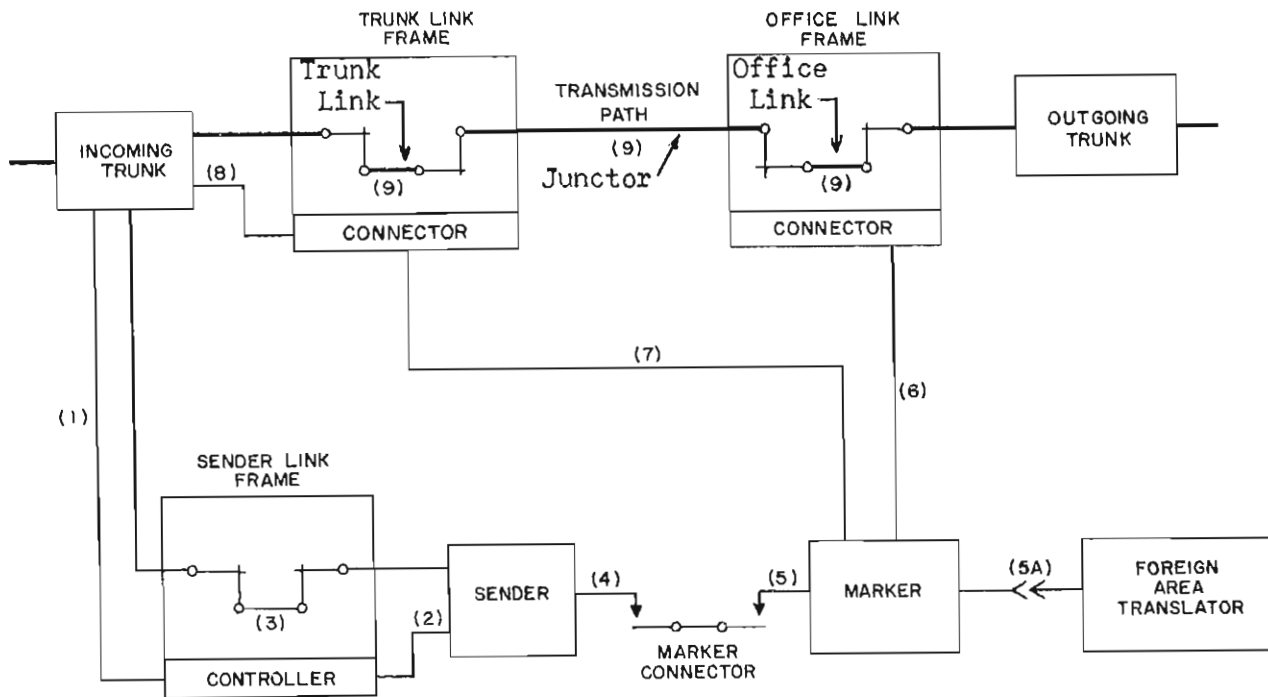 TRUNK LINK
FRAME
OFFICE LINK
FRAME
Trunk
Link
TRANSMISSION
PATH
(9)
Junctor
Office
Link
INCOMING
TRUNK
(8)
(9)
CONNECTOR
(9)
CONNECTOR
OUTGOING
TRUNK
(7)
(6)
(1)
SENDER LINK
FRAME
(3)
CONTROLLER
(2)
SENDER
(4)
(5)
MARKER
CONNECTOR
MARKER
(5A)
FOREIGN
AREA
TRANSLATOR